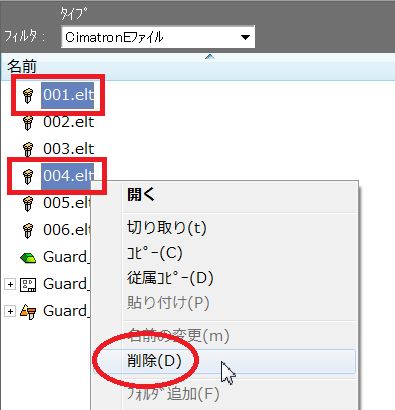 ﾀｲﾌﾟ
ﾌｨﾙﾀ : CimatronEﾌｧｲﾙ
名前
001.elt
002.elt
003.elt
004.elt
005.elt
006.elt
Guard_
Guard_
Guard_
開く
切り取り(t)
ｺﾋﾟｰ(C)
従属ｺﾋﾟｰ(D)
貼り付け(P)
名前の変更(m)
削除(D)
ﾌｫﾙﾀﾞ追加(F)